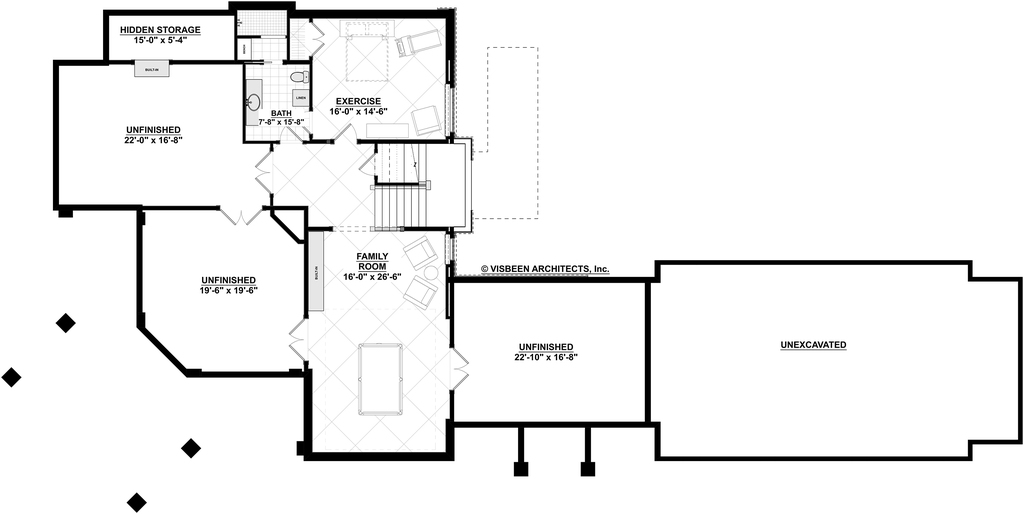 HIDDEN STORAGE
15'-0" x 5'-4"
BUILT-IN
UNFINISHED
22'-0" x 16'-8"
BENCH
LINEN
BATH
7'-8" x 15'-8"
EXERCISE
16'-0" x 14'-6"
UNFINISHED
19'-6" x 19'-6"
BUILT-IN
FAMILY
ROOM
16'-0" x 26'-6"
© VISBEEN ARCHITECTS, Inc.
UNFINISHED
22'-10" x 16'-8"
UNEXCAVATED